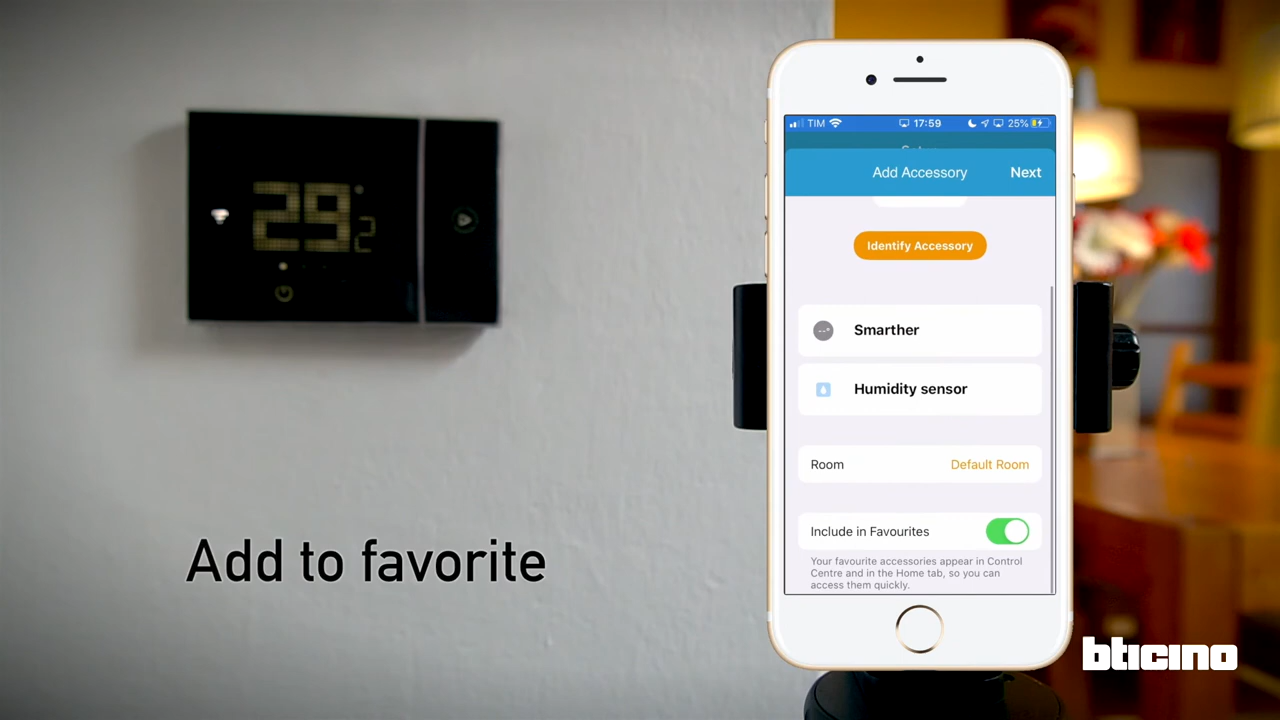 29°2
TIM 17:59 25%
Add Accessory Next
Identify Accessory
Smarther
Humidity sensor
Room Default Room
Include in Favourites
Your favourite accessories appear in Control
Centre and in the Home tab, so you can
access them quickly.
Add to favorite
bticino